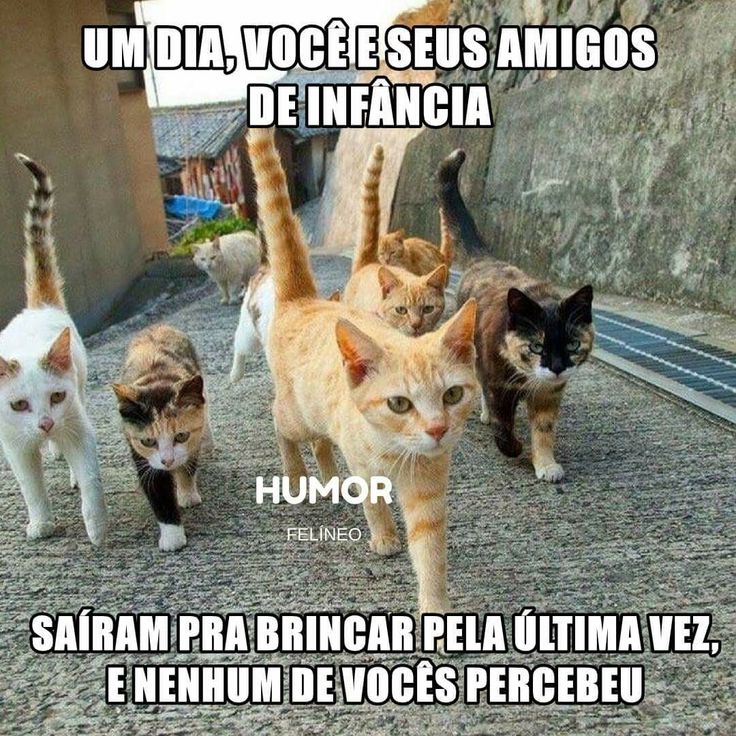 UM DIA, VOCÊ E SEUS AMIGOS
DE INFÂNCIA
HUMOR
FELÍNEO
SAÍRAM PRA BRINCAR PELA ÚLTIMA VEZ,
E NENHUM DE VOCÊS PERCEBEU